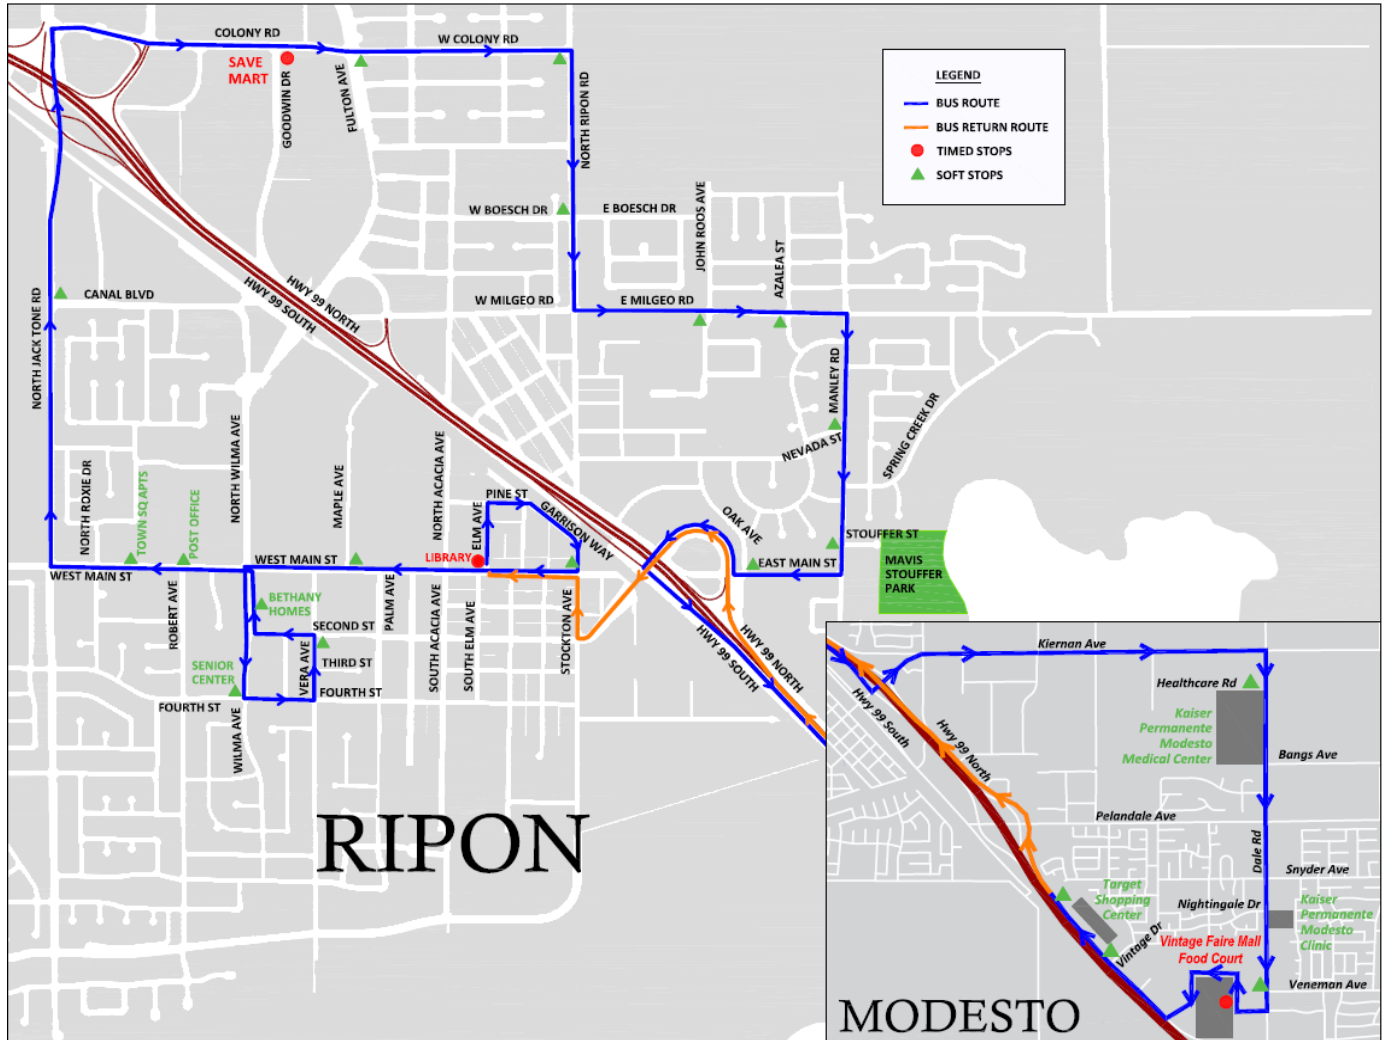 COLONY RD
W COLONY RD
SAVE
MART
GOODWIN DR
FULTON AVE
NORTH RIPON RD
LEGEND
BUS ROUTE
BUS RETURN ROUTE
TIMED STOPS
SOFT STOPS
W BOESCH DR
E BOESCH DR
JOHN ROOS AVE
AZALEA ST
CANAL BLVD
HWY 99 NORTH
HWY 99 SOUTH
W MILGEO RD
E MILGEO RD
NORTH JACK TONE RD
MANLEY RD
SPRING CREEK DR
NEVADA ST
NORTH ROXIE DR
TOWN SQ APTS
POST OFFICE
NORTH WILMA AVE
MAPLE AVE
NORTH ACACIA AVE
ELM AVE
PINE ST
GARRISON WAY
OAK AVE
STOUFFER ST
LIBRARY
WEST MAIN ST
WEST MAIN ST
EAST MAIN ST
MAVIS
STOUFFER
PARK
ROBERT AVE
BETHANY
HOMES
PALM AVE
SECOND ST
THIRD ST
FOURTH ST
VERA AVE
SENIOR
CENTER
FOURTH ST
WILMA AVE
SOUTH ACACIA AVE
SOUTH ELM AVE
STOCKTON AVE
HWY 99 SOUTH
HWY 99 NORTH
RIPON
Kiernan Ave
Hwy 99 South
Hwy 99 North
Healthcare Rd
Kaiser
Permanente
Modesto
Medical Center
Bangs Ave
Pelandale Ave
Dale Rd
Snyder Ave
Target
Shopping
Center
Nightingale Dr
Kaiser
Permanente
Modesto
Clinic
Vintage Dr
Vintage Faire Mall
Food Court
Veneman Ave
MODESTO